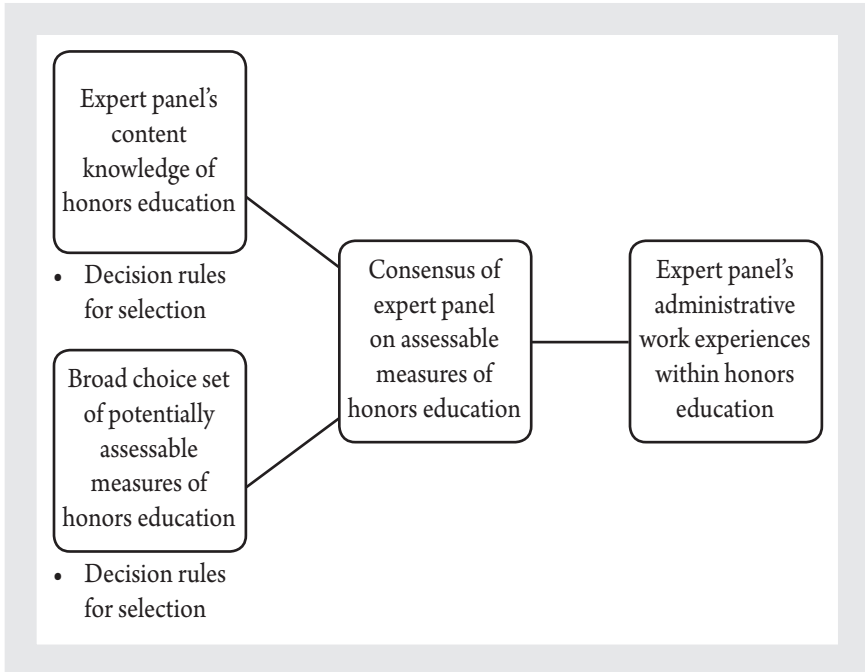 Expert panel's
content
knowledge of
honors education
• Decision rules
for selection
Broad choice set
of potentially
assessable
measures of
honors education
• Decision rules
for selection
Consensus of
expert panel
on assessable
measures of
honors education
Expert panel's
administrative
work experiences
within honors
education